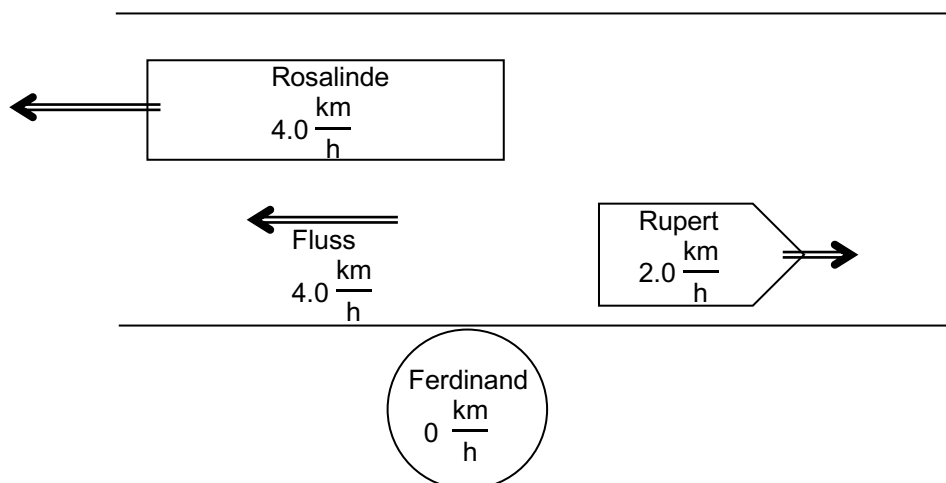 Rosalinde
4.0 km/h
Fluss
4.0 km/h
Rupert
2.0 km/h
Ferdinand
0 km/h